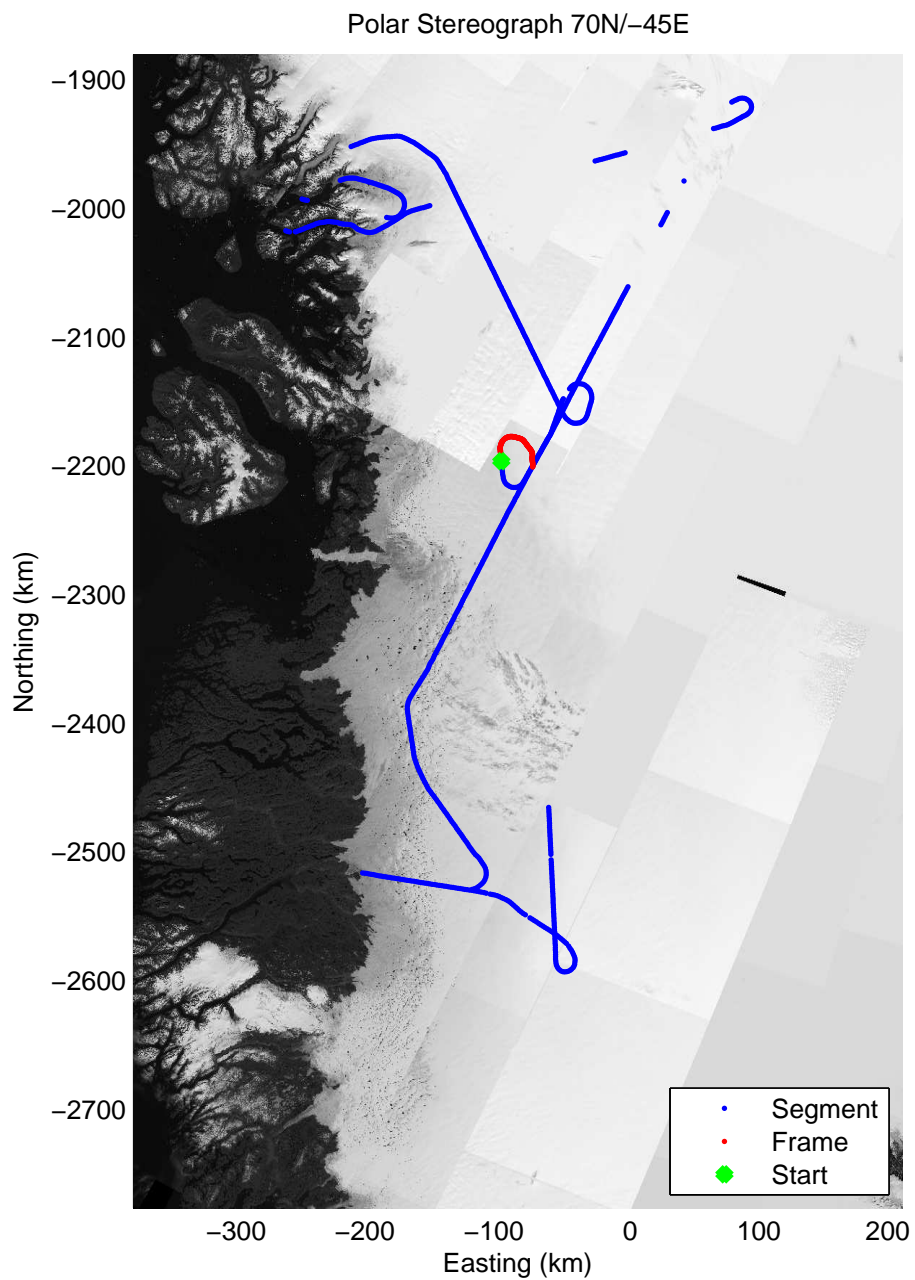 Polar Stereograph 70N/−45E
−1900
−2000
−2100
−2200
−2300
−2400
−2500
−2600
−2700
Northing (km)
Segment
Frame
Start
−300 −200 −100 0 100 200
Easting (km)